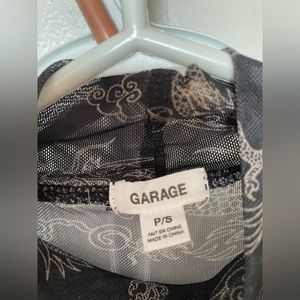 GARAGE
P/S
FAIT EN CHINE
MADE IN CHINA